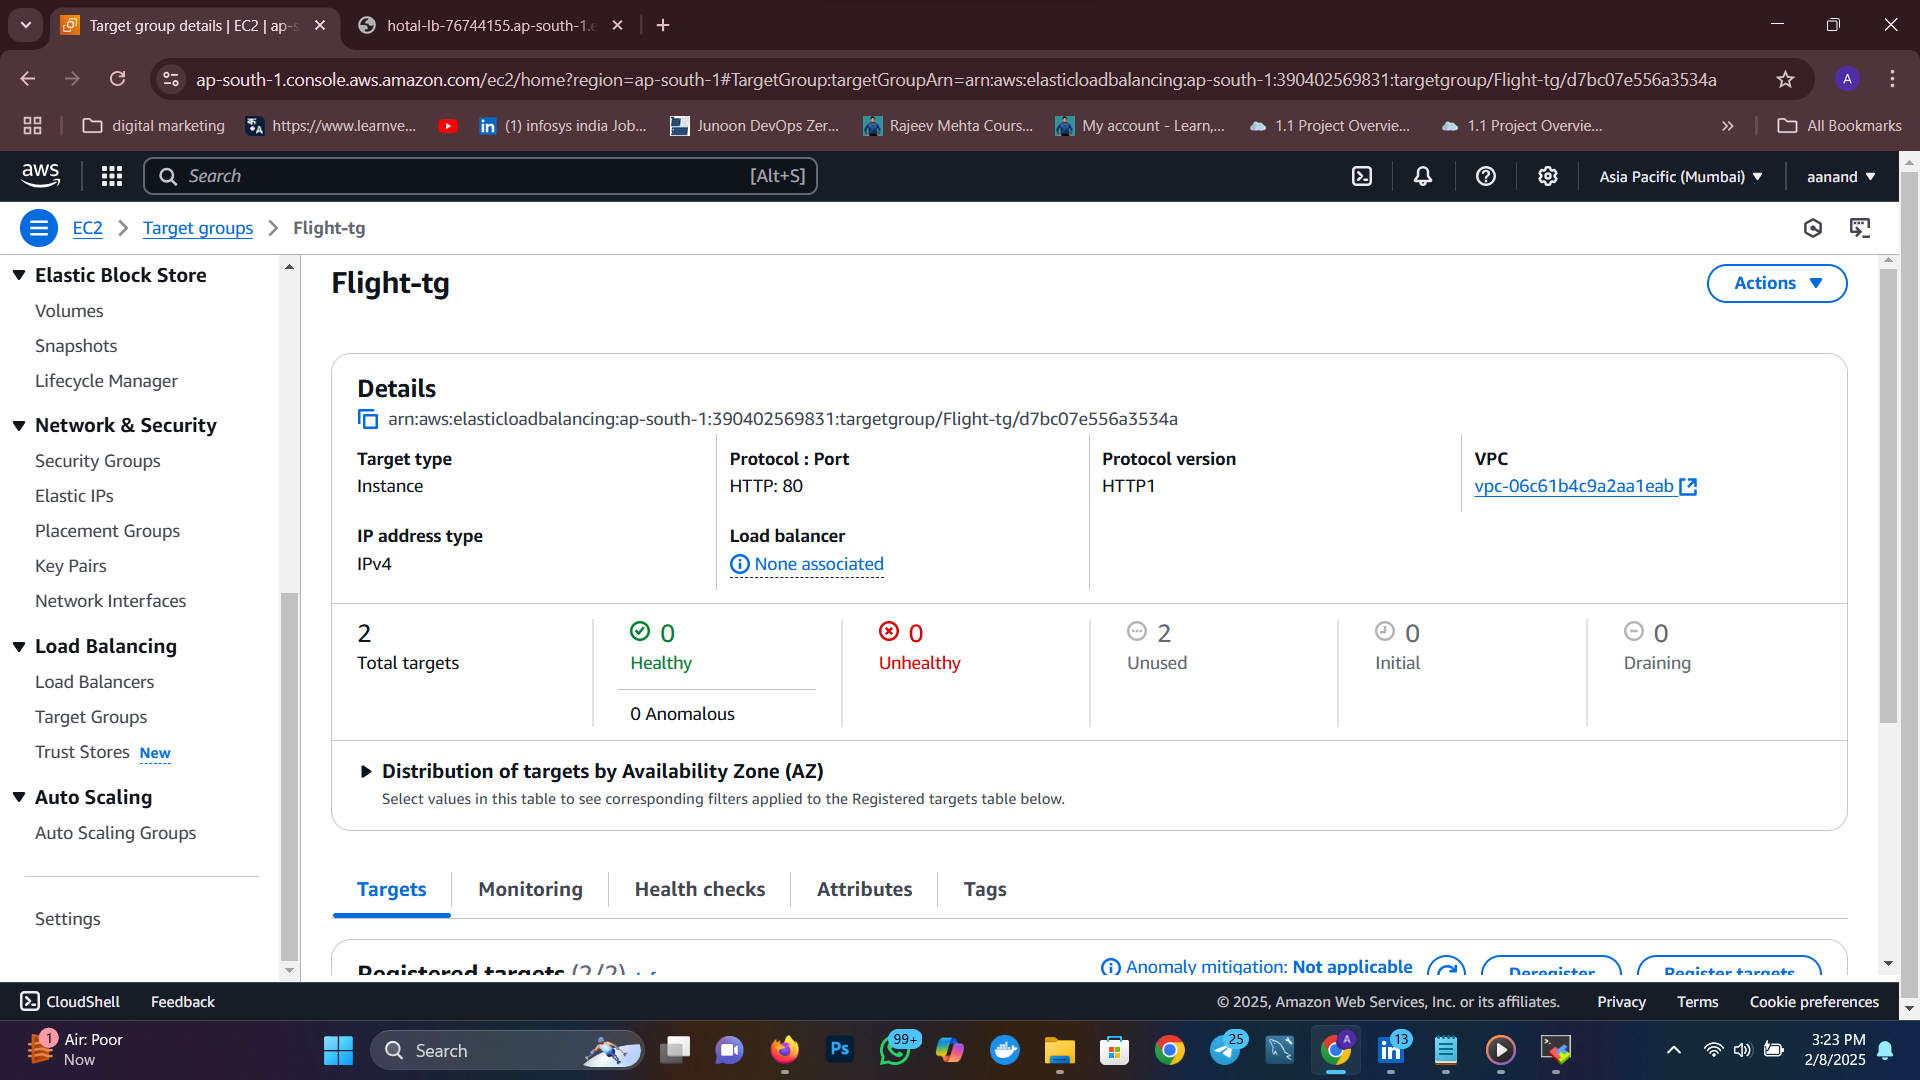 Target group details | EC2 | ap-s
hotal-lb-76744155.ap-south-1.e
ap-south-1.console.aws.amazon.com/ec2/home?region=ap-south-1#TargetGroup:targetGroupArn=arn:aws:elasticloadbalancing:ap-south-1:390402569831:targetgroup/Flight-tg/d7bc07e556a3534a
A
digital marketing
https://www.learnve...
(1) infosys india Job...
Junoon DevOps Zer...
Rajeev Mehta Cours...
My account - Learn,...
1.1 Project Overvie...
1.1 Project Overvie...
All Bookmarks
aws
Search
[Alt+S]
Asia Pacific (Mumbai)
aanand
EC2
Target groups
Flight-tg
Elastic Block Store
Volumes
Snapshots
Lifecycle Manager
Network & Security
Security Groups
Elastic IPs
Placement Groups
Key Pairs
Network Interfaces
Load Balancing
Load Balancers
Target Groups
Trust Stores New
Auto Scaling
Auto Scaling Groups
Settings
Flight-tg
Actions
Details
arn:aws:elasticloadbalancing:ap-south-1:390402569831:targetgroup/Flight-tg/d7bc07e556a3534a
Target type
Instance
Protocol : Port
HTTP: 80
Protocol version
HTTP1
VPC
vpc-06c61b4c9a2aa1eab
IP address type
IPv4
Load balancer
None associated
2
Total targets
0
Healthy
0 Anomalous
0
Unhealthy
2
Unused
0
Initial
0
Draining
Distribution of targets by Availability Zone (AZ)
Select values in this table to see corresponding filters applied to the Registered targets table below.
Targets
Monitoring
Health checks
Attributes
Tags
Registered targets (2/2)
Anomaly mitigation: Not applicable
Deregister
Register targets
CloudShell
Feedback
© 2025, Amazon Web Services, Inc. or its affiliates.
Privacy
Terms
Cookie preferences
1
Air: Poor
Now
Search
Ps
99+
25
A
13
3:23 PM
2/8/2025